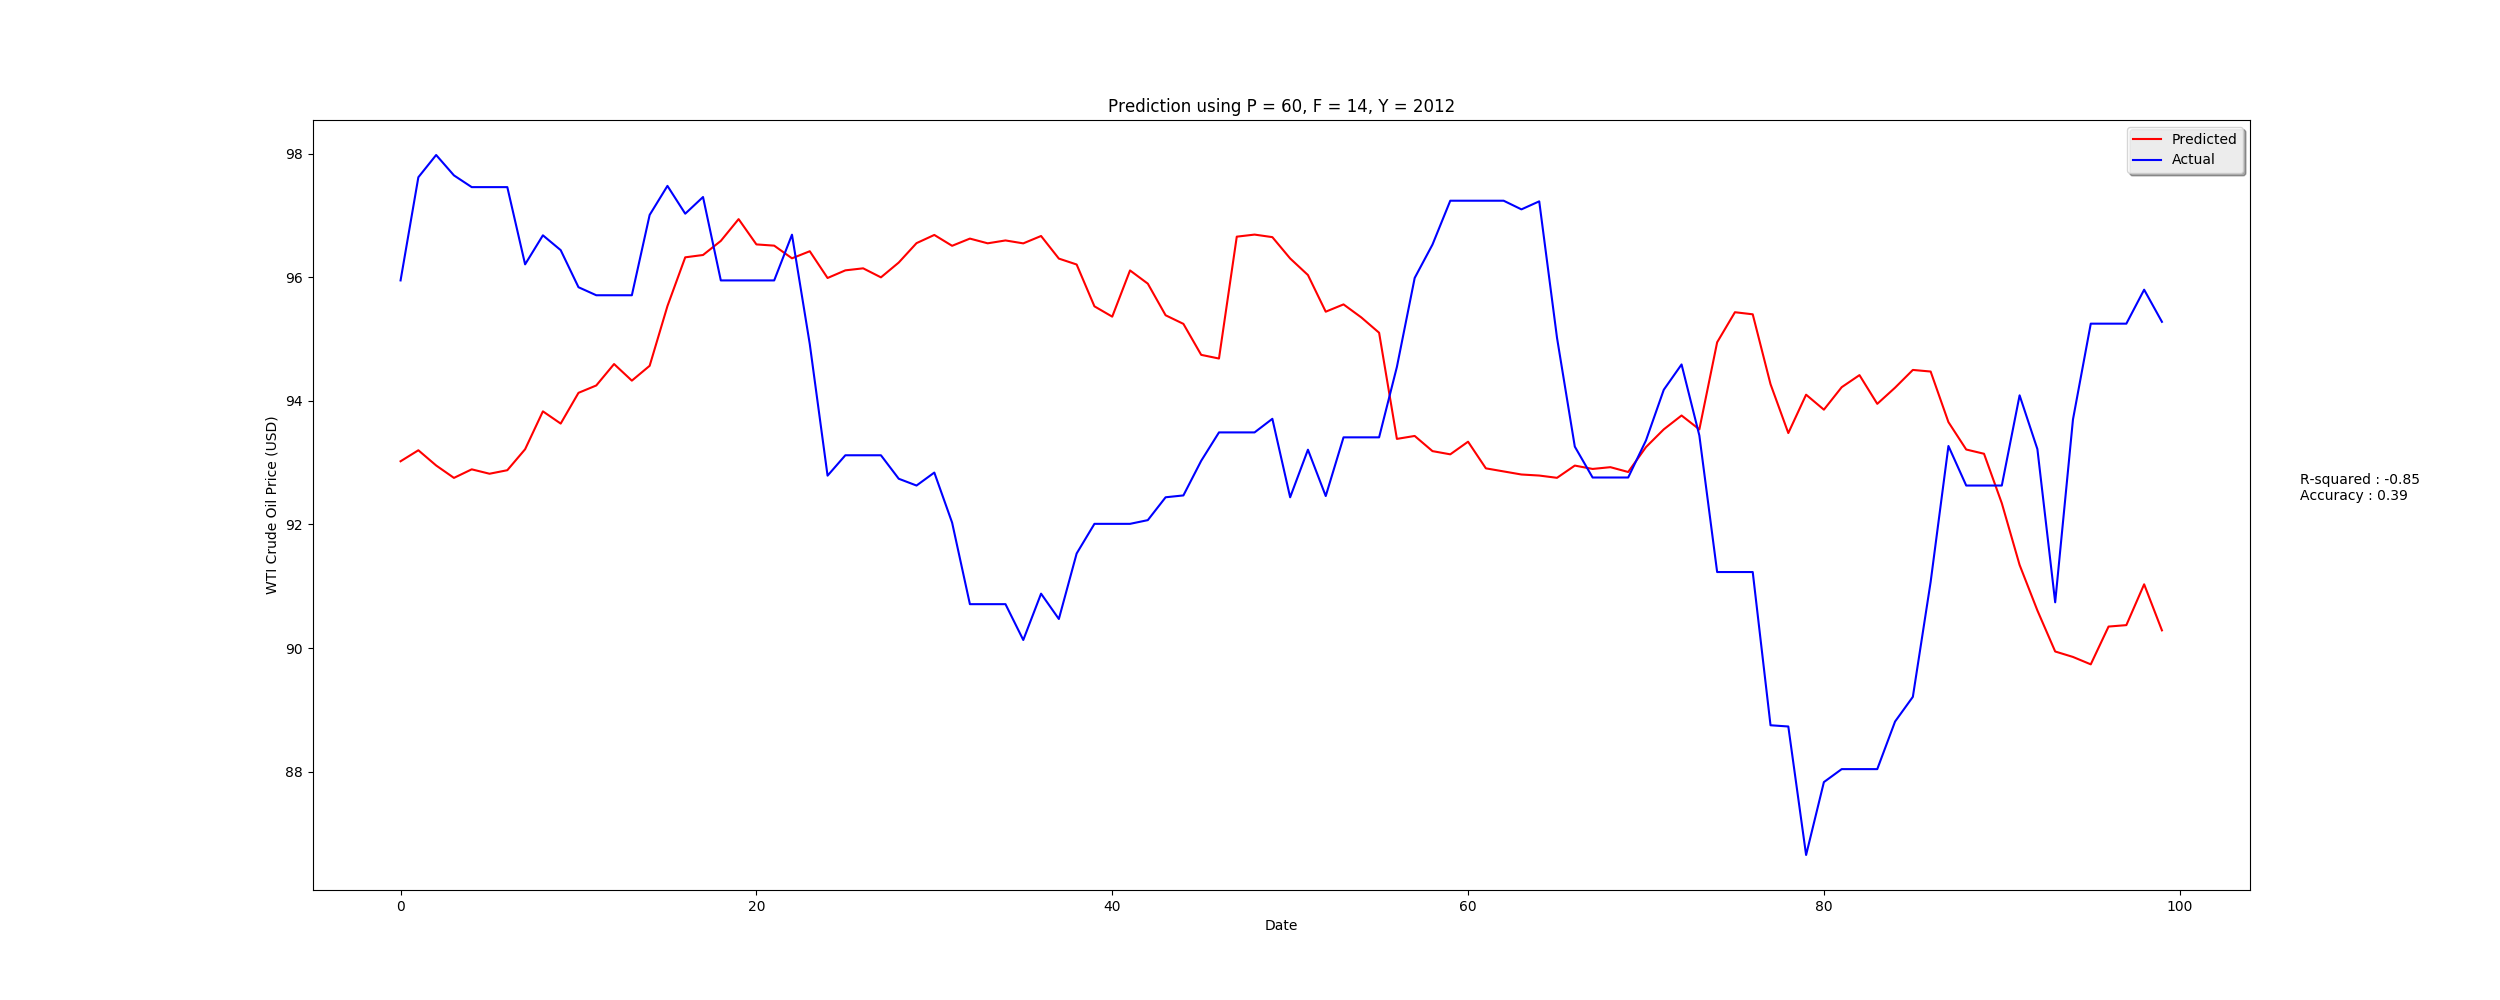 Prediction using P = 60, F = 14, Y = 2012
Predicted
Actual
98
96
94
92
90
88
WTI Crude Oil Price (USD)
R-squared : -0.85
Accuracy : 0.39
0
20
40
60
80
100
Date